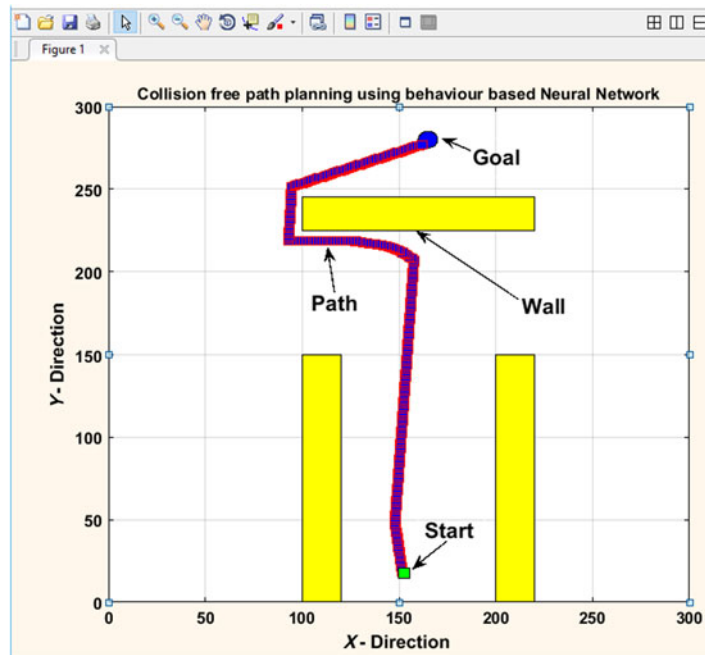 Figure 1
Collision free path planning using behaviour based Neural Network
300
250
200
150
100
50
0
Y - Direction
Goal
Wall
Path
Start
0 50 100 150 200 250 300
X - Direction